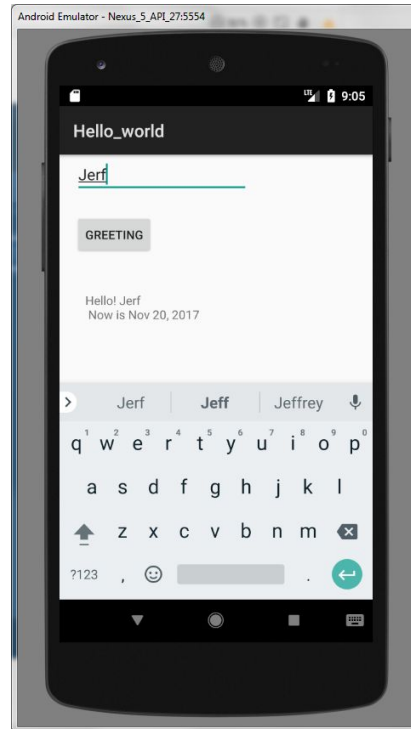 Android Emulator - Nexus_5_API_27:5554
LTE 9:05
Hello_world
Jerf
GREETING
Hello! Jerf
Now is Nov 20, 2017
Jerf Jeff Jeffrey
1 2 3 4 5 6 7 8 9 0
q w e r t y u i o p
a s d f g h j k l
z x c v b n m
?123 , .